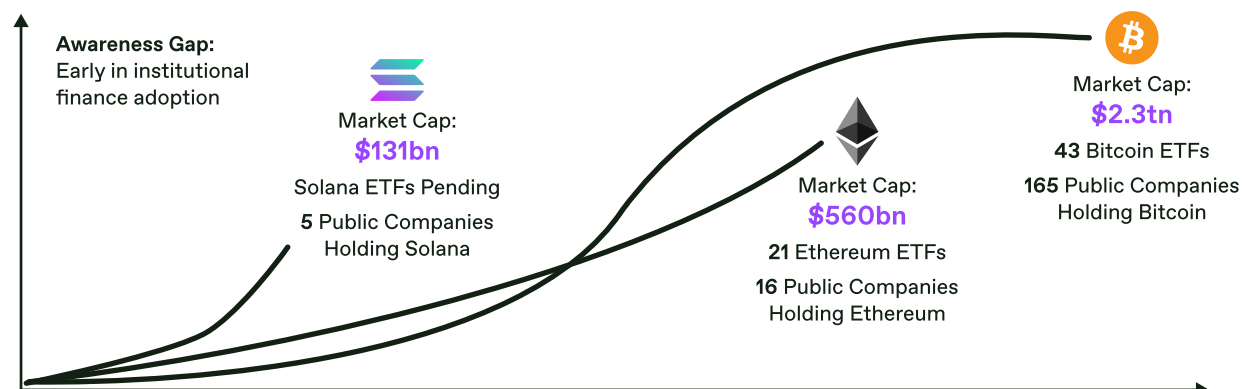 Awareness Gap:
Early in institutional
finance adoption
Market Cap:
$131bn
Solana ETFs Pending
5 Public Companies
Holding Solana
Market Cap:
$560bn
21 Ethereum ETFs
16 Public Companies
Holding Ethereum
Market Cap:
$2.3tn
43 Bitcoin ETFs
165 Public Companies
Holding Bitcoin